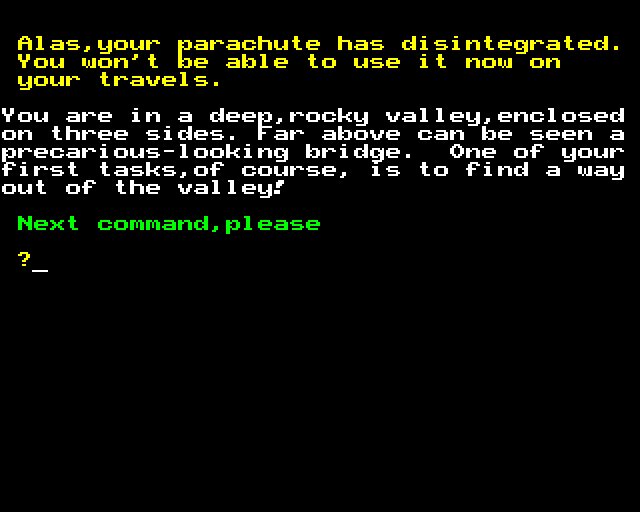 Alas,your parachute has disintegrated.
You won't be able to use it now on
your travels.
You are in a deep,rocky valley,enclosed
on three sides. Far above can be seen a
precarious-looking bridge.  One of your
first tasks,of course, is to find a way
out of the valley!
Next command,please
?_